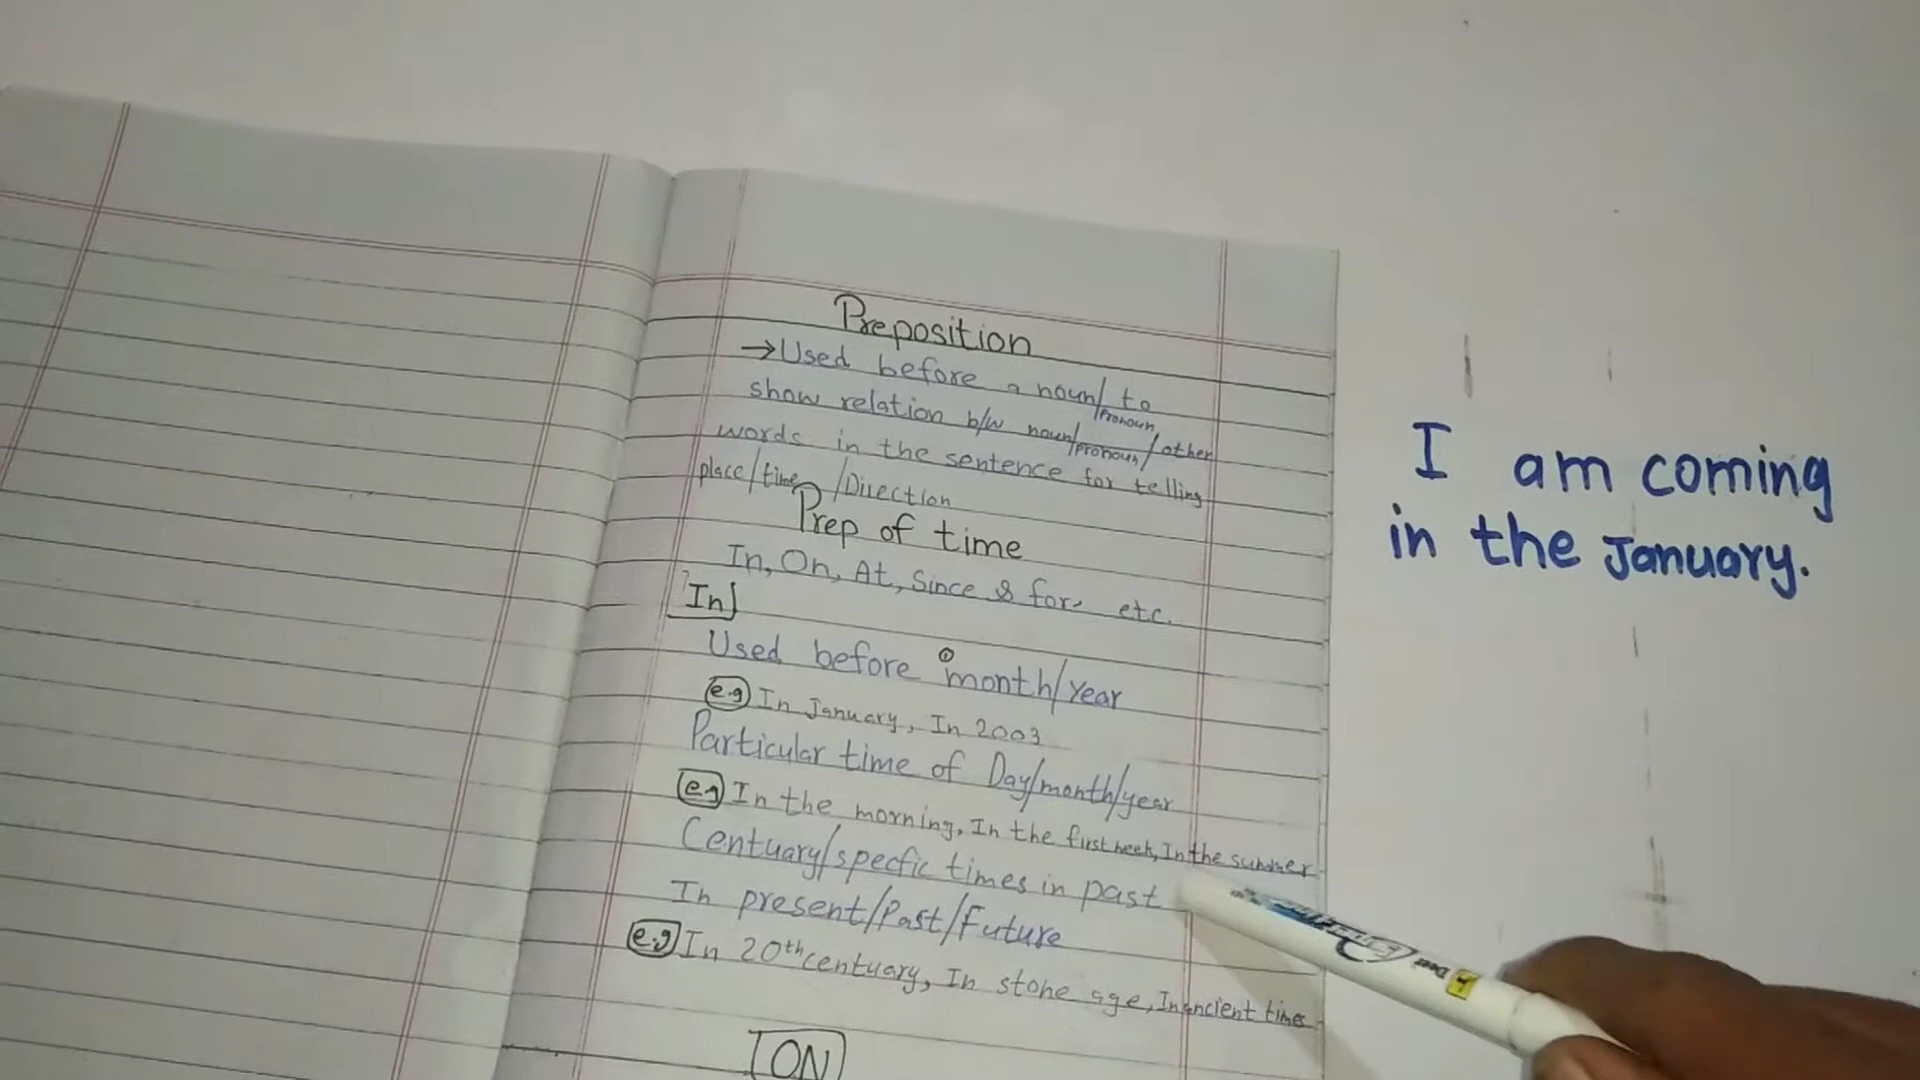 Preposition
→Used before a noun/pronoun to
show relation b/w noun/pronoun/other
words in the sentence for telling
place/time/Direction
Prep of time
In, On, At, Since & for, etc.
In
Used before ① month/year
e.g In January, In 2003
Particular time of Day/month/year
e.g In the morning, In the first week, In the summer
Centuary/specfic times in past
In present/Past/Future
e.g In 20th centuary, In stone age, In ancient times
ON
I am coming
in the January.